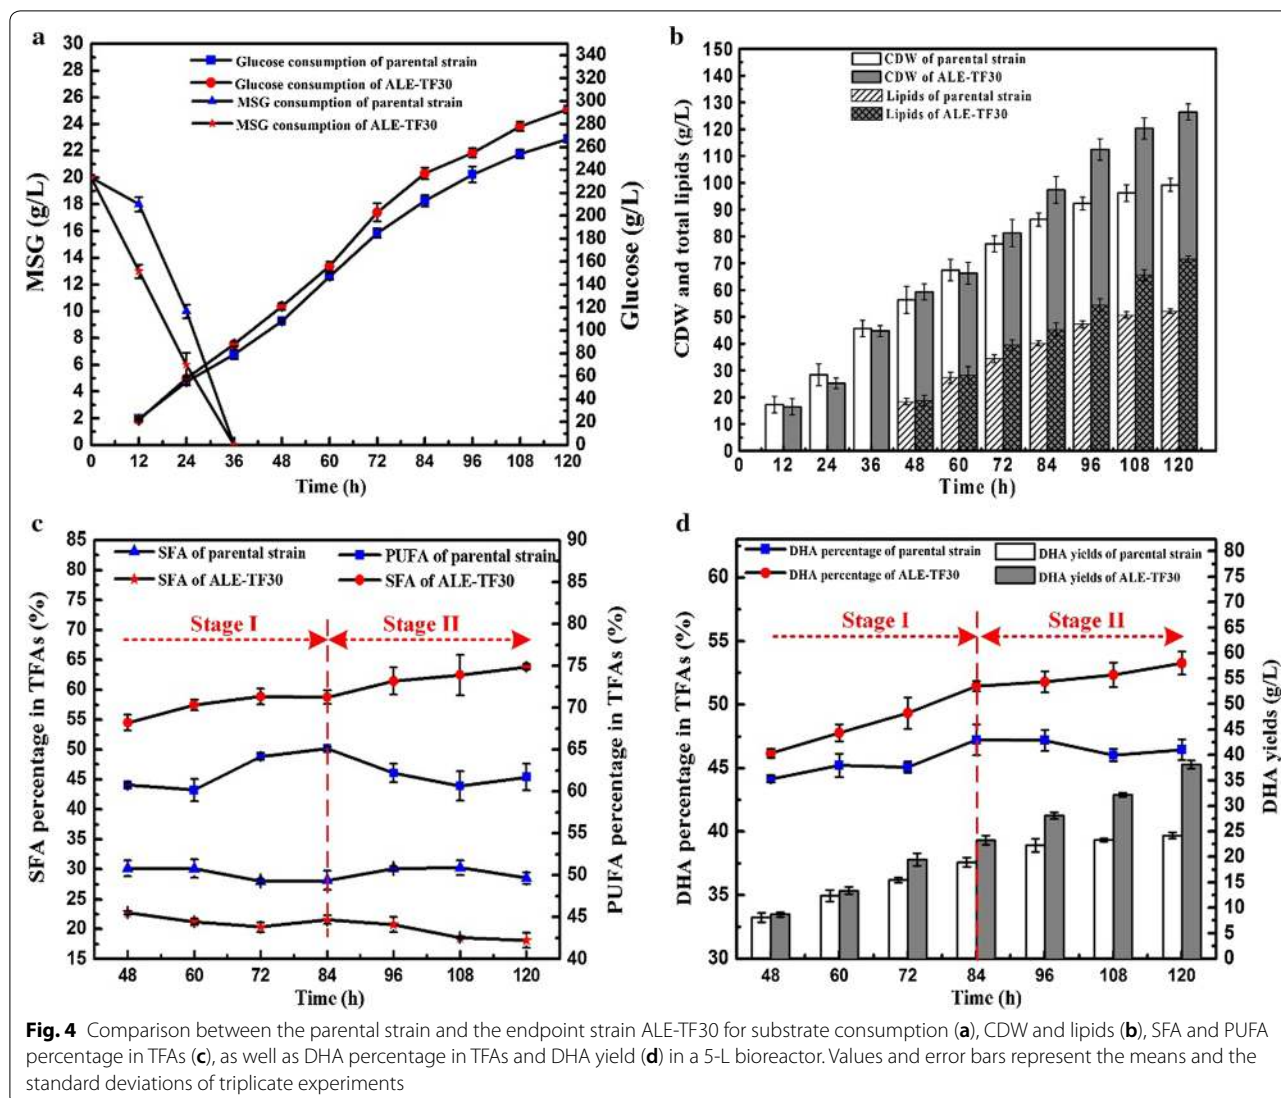 a
Glucose consumption of parental strain
Glucose consumption of ALE-TF30
MSG consumption of parental strain
MSG consumption of ALE-TF30
MSG (g/L)
30
28
26
24
22
20
18
16
14
12
10
8
6
4
2
0
Glucose (g/L)
340
320
300
280
260
240
220
200
180
160
140
120
100
80
60
40
20
0
0 12 24 36 48 60 72 84 96 108 120
Time (h)
b
CDW of parental strain
CDW of ALE-TF30
Lipids of parental strain
Lipids of ALE-TF30
CDW and total lipids (g/L)
150
140
130
120
110
100
90
80
70
60
50
40
30
20
10
0
0 12 24 36 48 60 72 84 96 108 120
Time (h)
c
SFA of parental strain
PUFA of parental strain
SFA of ALE-TF30
SFA of ALE-TF30
Stage I
Stage II
SFA percentage in TFAs (%)
85
80
75
70
65
60
55
50
45
40
35
30
25
20
15
PUFA percentage in TFAs (%)
90
85
80
75
70
65
60
55
50
45
40
48 60 72 84 96 108 120
Time (h)
d
DHA percentage of parental strain
DHA yields of parental strain
DHA percentage of ALE-TF30
DHA yields of ALE-TF30
Stage I
Stage II
DHA percentage in TFAs (%)
60
55
50
45
40
35
30
DHA yields (g/L)
80
75
70
65
60
55
50
45
40
35
30
25
20
15
10
5
0
48 60 72 84 96 108 120
Time (h)
Fig. 4 Comparison between the parental strain and the endpoint strain ALE-TF30 for substrate consumption (a), CDW and lipids (b), SFA and PUFA
percentage in TFAs (c), as well as DHA percentage in TFAs and DHA yield (d) in a 5-L bioreactor. Values and error bars represent the means and the
standard deviations of triplicate experiments